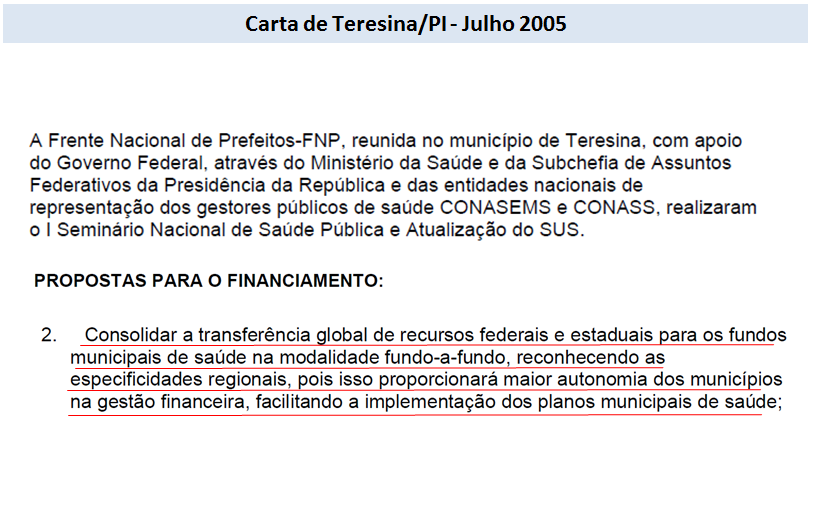 Carta de Teresina/PI - Julho 2005
A Frente Nacional de Prefeitos-FNP, reunida no município de Teresina, com apoio
do Governo Federal, através do Ministério da Saúde e da Subchefia de Assuntos
Federativos da Presidência da República e das entidades nacionais de
representação dos gestores públicos de saúde CONASEMS e CONASS, realizaram
o I Seminário Nacional de Saúde Pública e Atualização do SUS.
PROPOSTAS PARA O FINANCIAMENTO:
2. Consolidar a transferência global de recursos federais e estaduais para os fundos
municipais de saúde na modalidade fundo-a-fundo, reconhecendo as
especificidades regionais, pois isso proporcionará maior autonomia dos municípios
na gestão financeira, facilitando a implementação dos planos municipais de saúde;